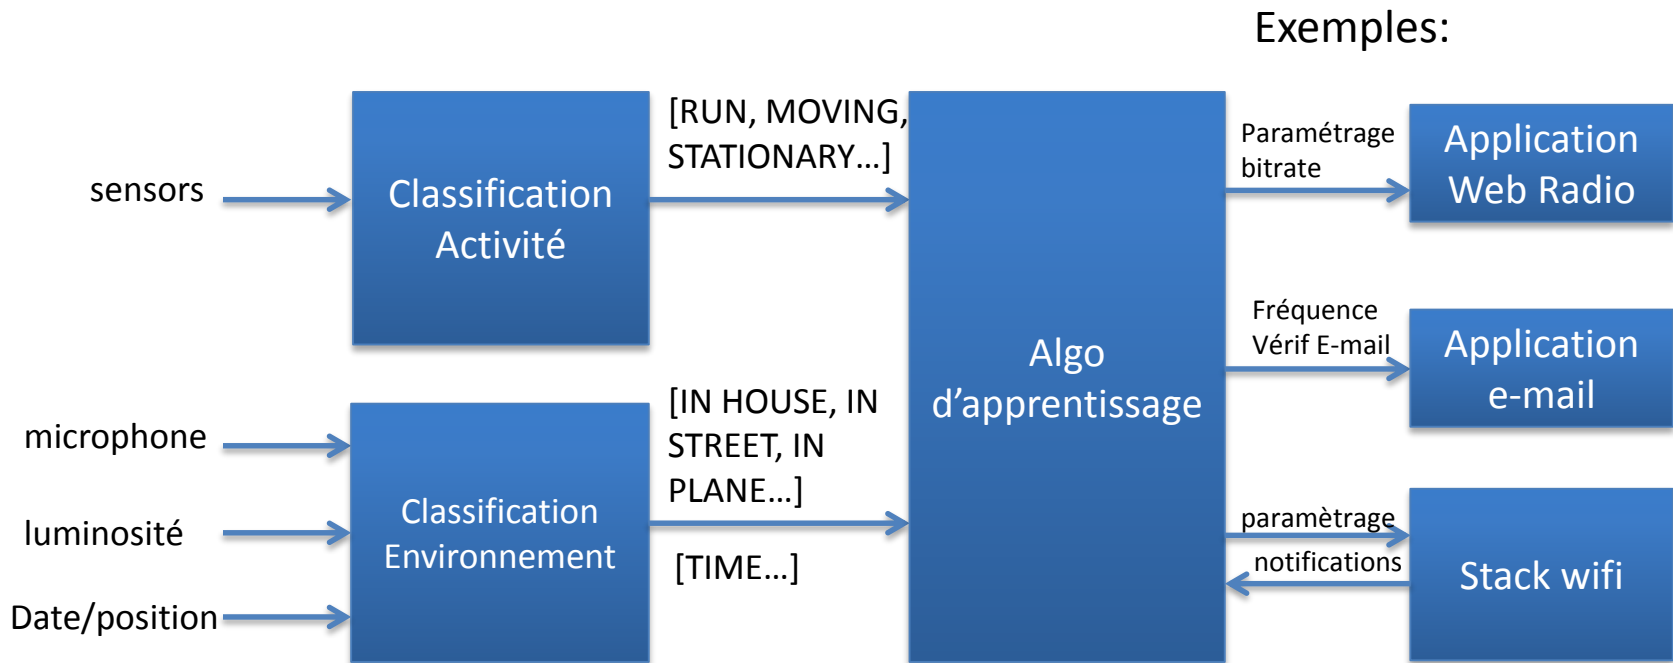 Exemples:
sensors
Classification
Activité
[RUN, MOVING,
STATIONARY…]
microphone
luminosité
Date/position
Classification
Environnement
[IN HOUSE, IN
STREET, IN
PLANE…]
[TIME…]
Algo
d’apprentissage
Paramétrage
bitrate
Application
Web Radio
Fréquence
Vérif E-mail
Application
e-mail
paramètrage
notifications
Stack wifi